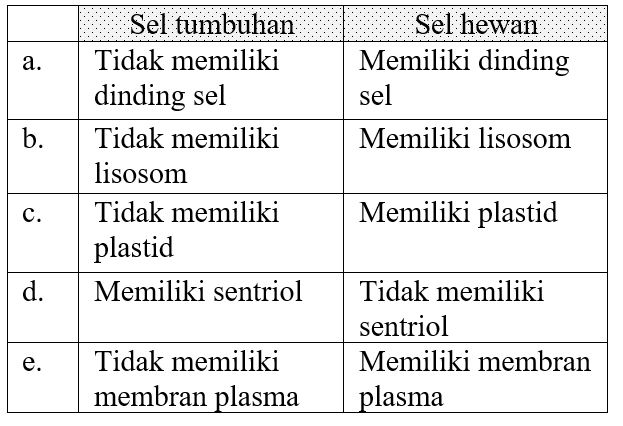 Sel tumbuhan Sel hewan
a. Tidak memiliki Memiliki dinding
dinding sel sel
b. Tidak memiliki Memiliki lisosom
lisosom
c. Tidak memiliki Memiliki plastid
plastid
d. Memiliki sentriol Tidak memiliki
sentriol
e. Tidak memiliki Memiliki membran
membran plasma plasma